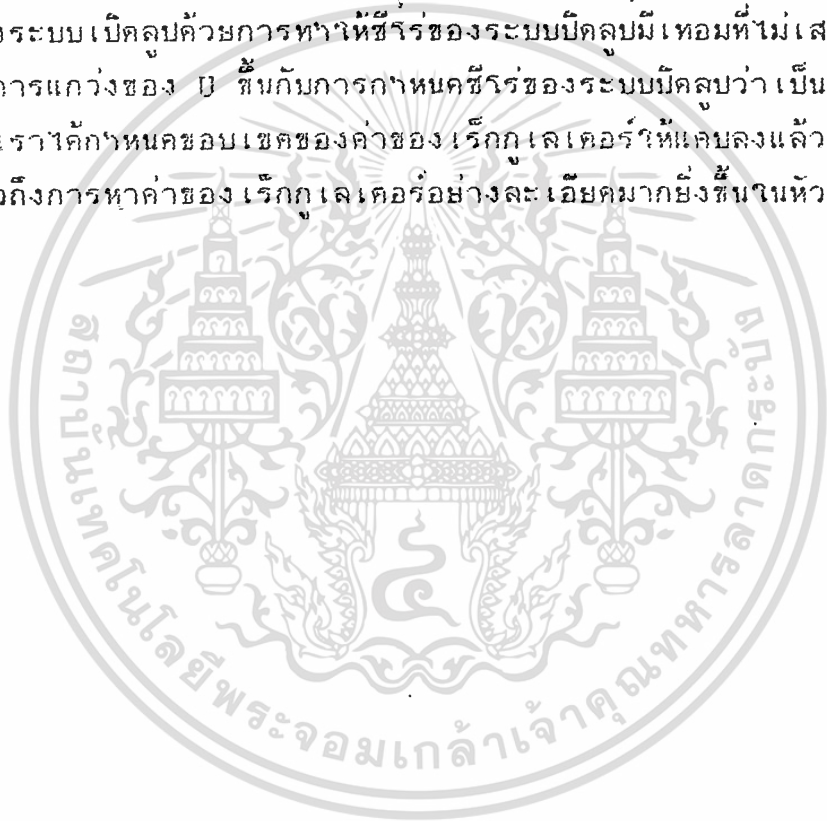 งระบบเปิดลูปด้วยการทำให้ซีโร่ของระบบปิดลูปมีเทอมที่ไม่เส
การแกว่งของ U ขึ้นกับการกำหนดซีโร่ของระบบปิดลูปว่าเป็น
เราได้กำหนดขอบเขตของค่าของเร็กกูเลเตอร์ให้แคบลงแล้ว
วถึงการหาค่าของเร็กกูเลเตอร์อย่างละเอียดมากยิ่งขึ้นในหัว
สถาบันเทคโนโลยีพระจอมเกล้าเจ้าคุณทหารลาดกระบัง